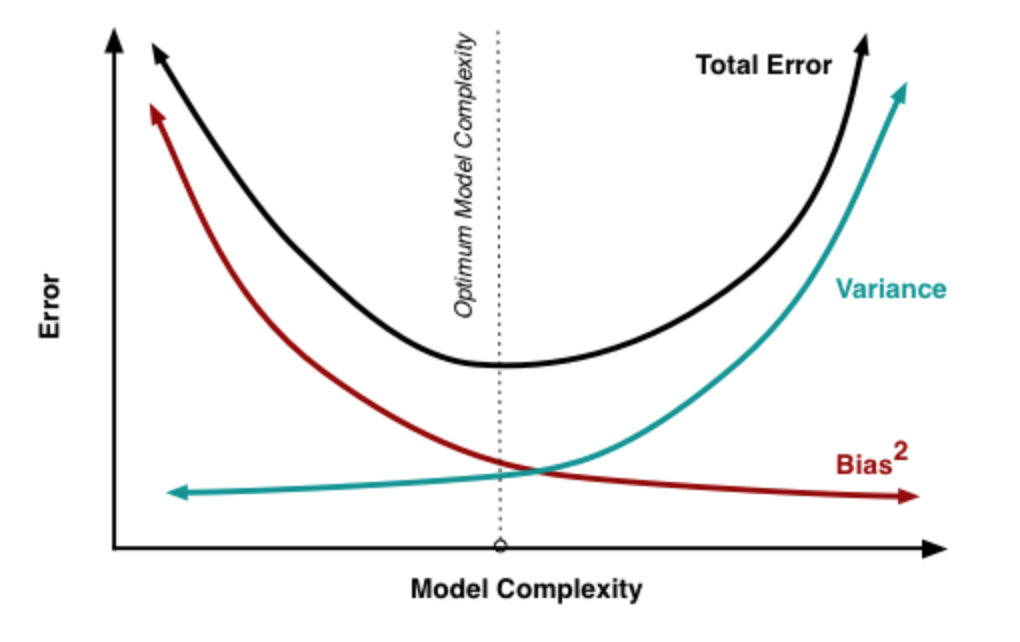 Optimum Model Complexity
Total Error
Variance
Error
Bias²
Model Complexity